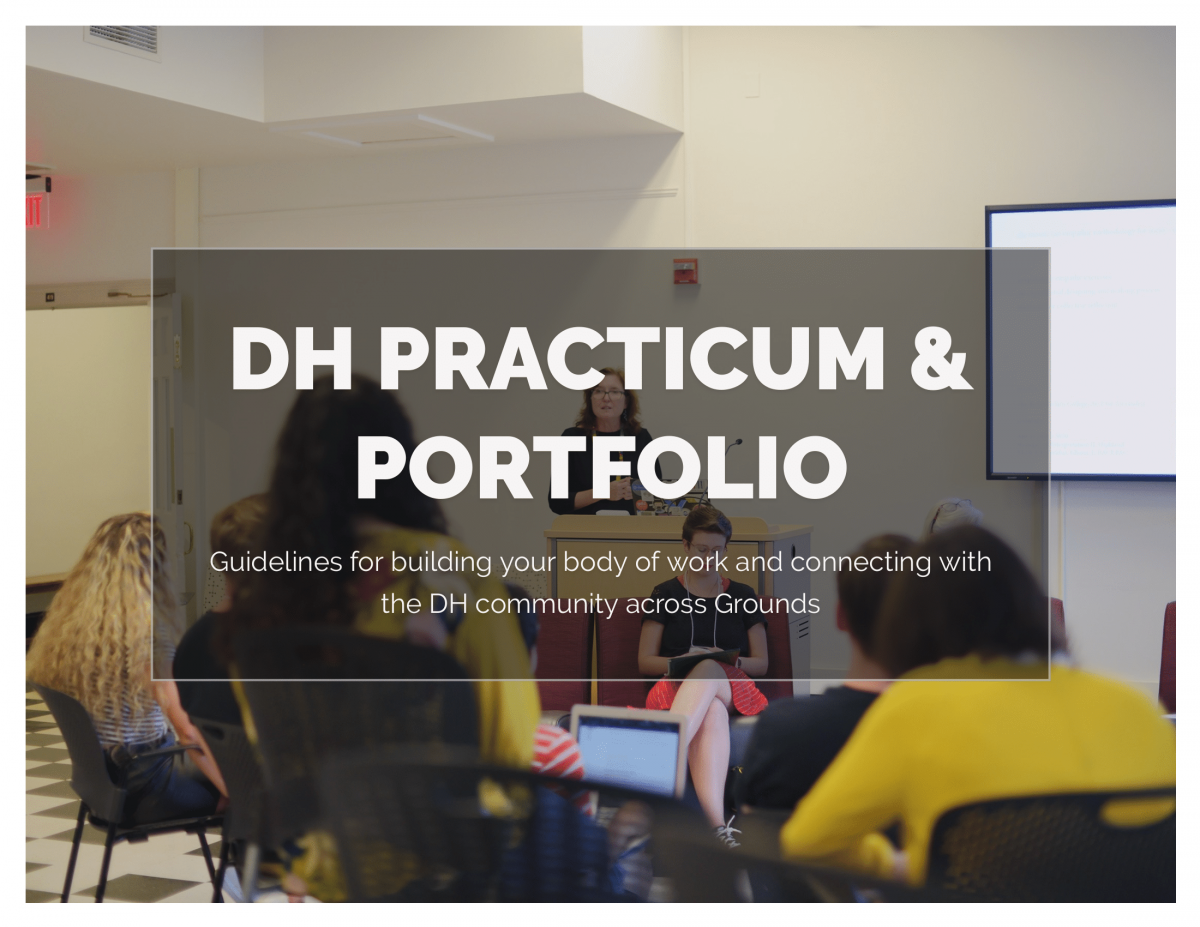 DH PRACTICUM &
PORTFOLIO
Guidelines for building your body of work and connecting with
the DH community across Grounds